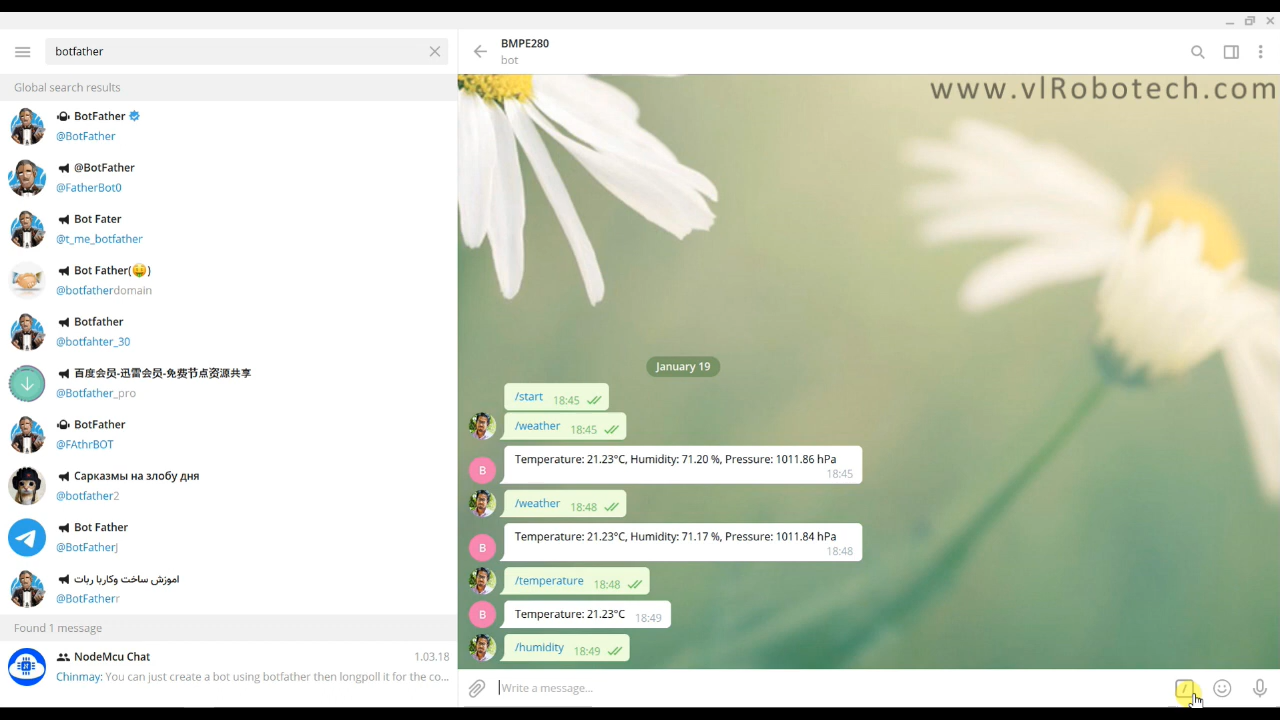 botfather
Global search results
BotFather
@BotFather
@BotFather
@FatherBot0
Bot Fater
@t_me_botfather
Bot Father(🤑)
@botfatherdomain
Botfather
@botfahter_30
百度会员-迅雷会员-免费节点资源共享
@Botfather_pro
BotFather
@FAthrBOT
Сарказмы на злобу дня
@botfather2
Bot Father
@BotFatherj
اموزش ساخت وکاربا ربات
@BotFatherr
Found 1 message
NodeMcu Chat 1.03.18
Chinmay: You can just create a bot using botfather then longpoll it for the co...
BMPE280
bot
www.vlRobotech.com
January 19
/start 18:45
/weather 18:45
Temperature: 21.23°C, Humidity: 71.20 %, Pressure: 1011.86 hPa
18:45
/weather 18:48
Temperature: 21.23°C, Humidity: 71.17 %, Pressure: 1011.84 hPa
18:48
/temperature 18:48
B Temperature: 21.23°C 18:49
/humidity 18:49
Write a message...